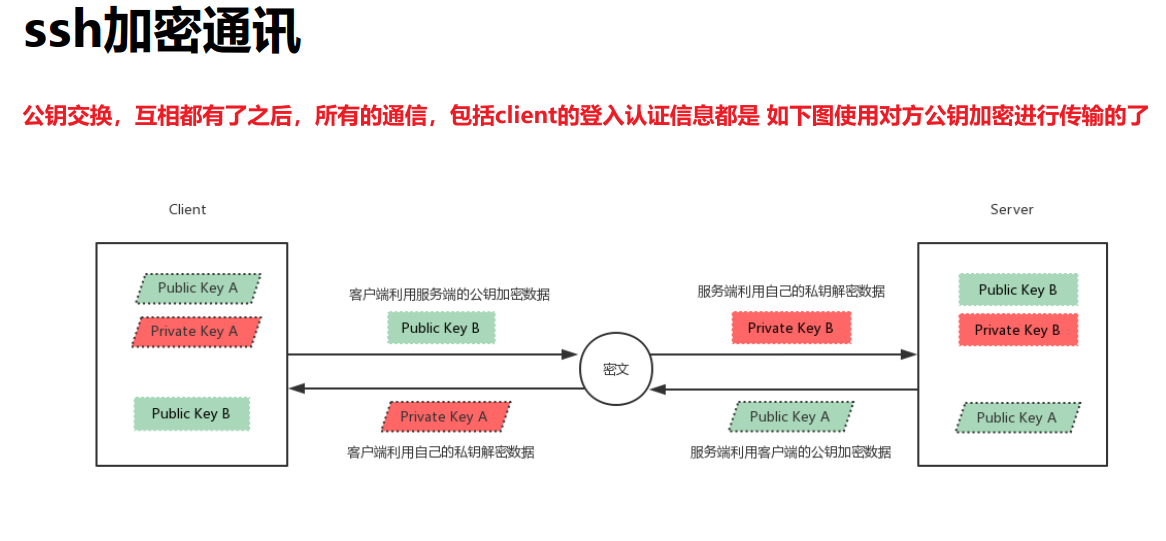 ssh加密通讯
公钥交换，互相都有了之后，所有的通信，包括client的登入认证信息都是 如下图使用对方公钥加密进行传输的了
Client
Server
Public Key A
Private Key A
Public Key B
客户端利用服务端的公钥加密数据
Public Key B
服务端利用自己的私钥解密数据
Private Key B
密文
Private Key A
客户端利用自己的私钥解密数据
Public Key A
服务端利用客户端的公钥加密数据
Public Key B
Private Key B
Public Key A